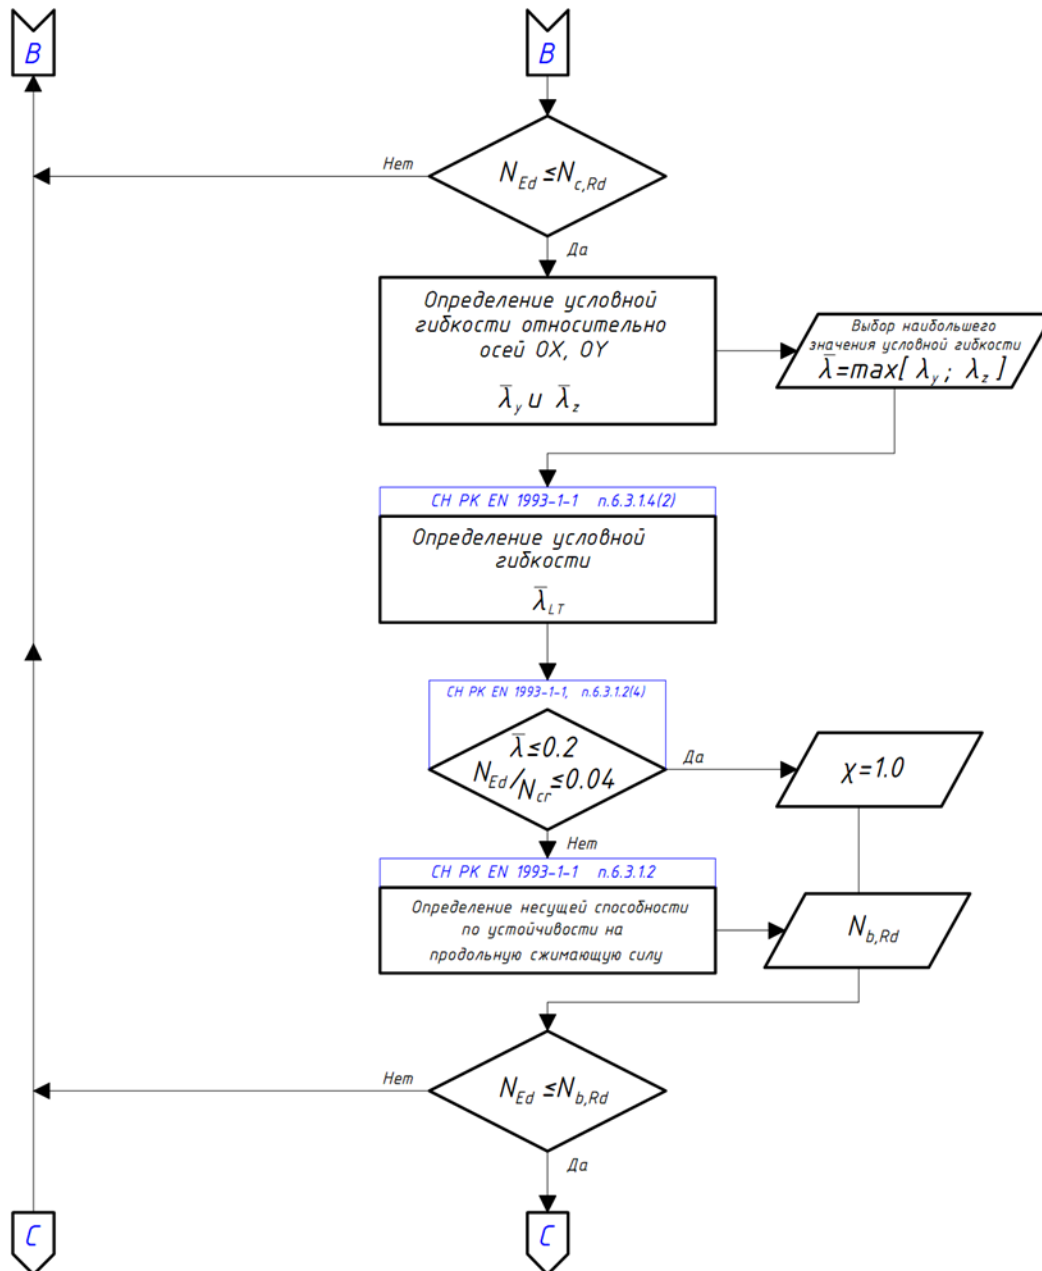 B
B
Нет
N_Ed ≤N_c,Rd
Да
Определение условной
гибкости относительно
осей OX, OY
λ̅_y и λ̅_z
Выбор наибольшего
значения условной гибкости
λ̅=max[ λ_y ; λ_z ]
СН РК EN 1993-1-1 п.6.3.1.4(2)
Определение условной
гибкости
λ̅_LT
СН РК EN 1993-1-1, п.6.3.1.2(4)
λ̅≤0.2
N_Ed/N_cr≤0.04
Да
χ=1.0
Нет
СН РК EN 1993-1-1 п.6.3.1.2
Определение несущей способности
по устойчивости на
продольную сжимающую силу
N_b,Rd
Нет
N_Ed ≤N_b,Rd
Да
C
C